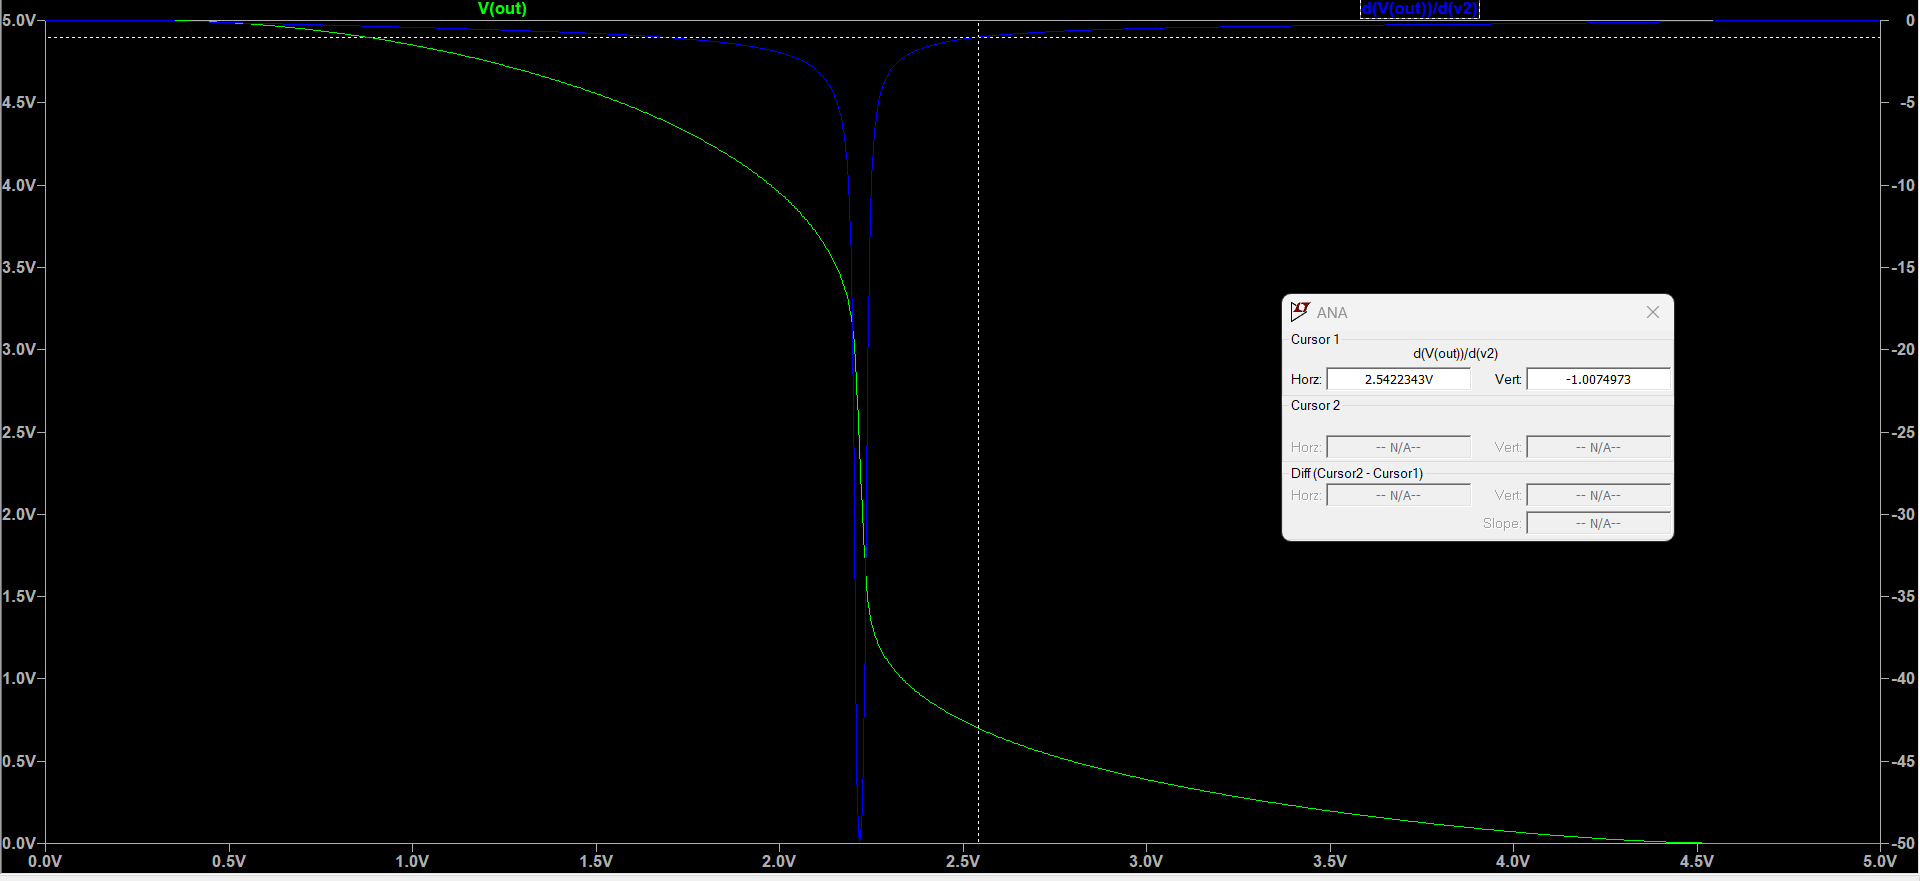 V(out) d(V(out))/d(v2)
5.0V 0
4.5V -5
4.0V -10
3.5V -15
3.0V -20
2.5V -25
2.0V -30
1.5V -35
1.0V -40
0.5V -45
0.0V -50
0.0V 0.5V 1.0V 1.5V 2.0V 2.5V 3.0V 3.5V 4.0V 4.5V 5.0V
ANA
Cursor 1
d(V(out))/d(v2)
Horz: 2.5422343V Vert: -1.0074973
Cursor 2
Horz: -- N/A-- Vert: -- N/A--
Diff (Cursor2 - Cursor1)
Horz: -- N/A-- Vert: -- N/A--
Slope: -- N/A--